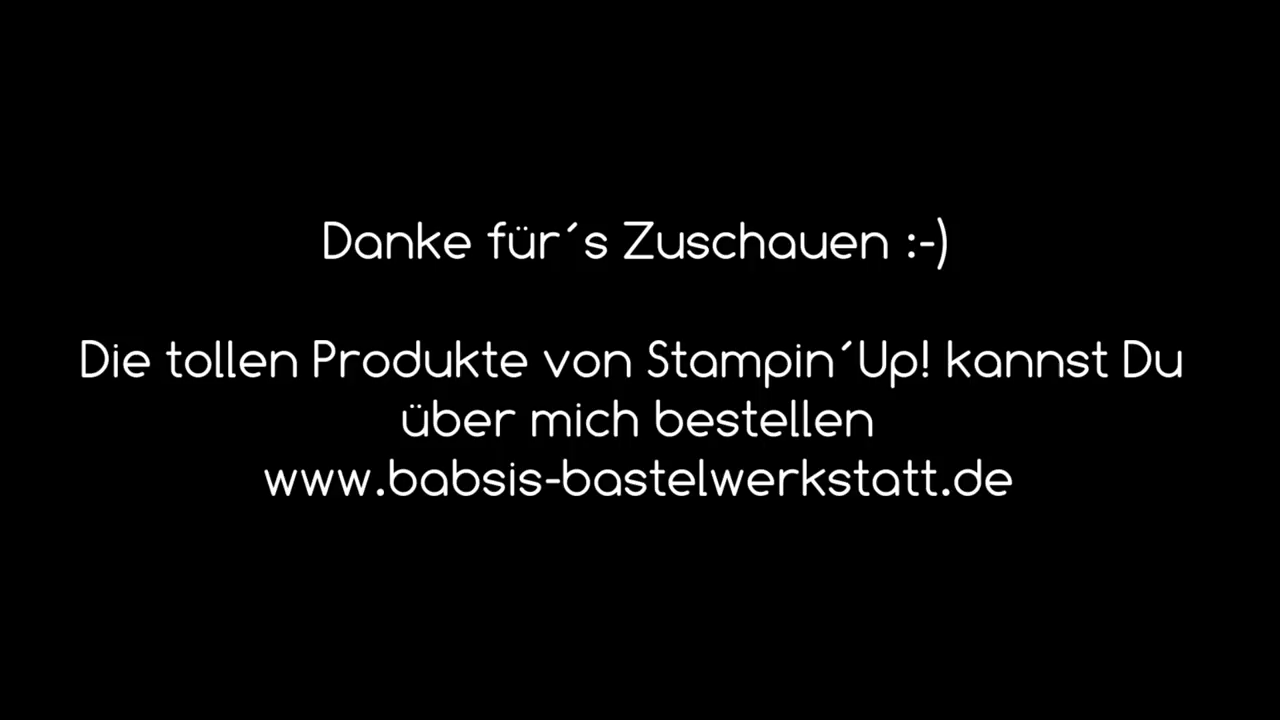 Danke für´s Zuschauen :-)
Die tollen Produkte von Stampin´Up! kannst Du
über mich bestellen
www.babsis-bastelwerkstatt.de